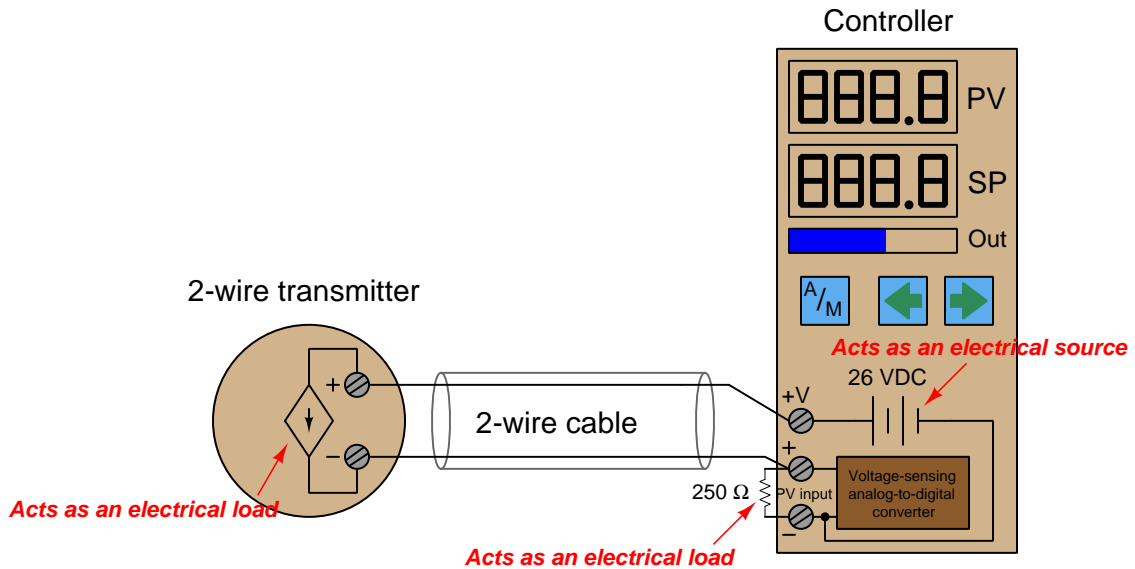 Controller
888.8 PV
888.8 SP
Out
A/M
2-wire transmitter
Acts as an electrical source
26 VDC
+V
+
2-wire cable
+
−
250 Ω
PV input
Voltage-sensing
analog-to-digital
converter
−
Acts as an electrical load
Acts as an electrical load